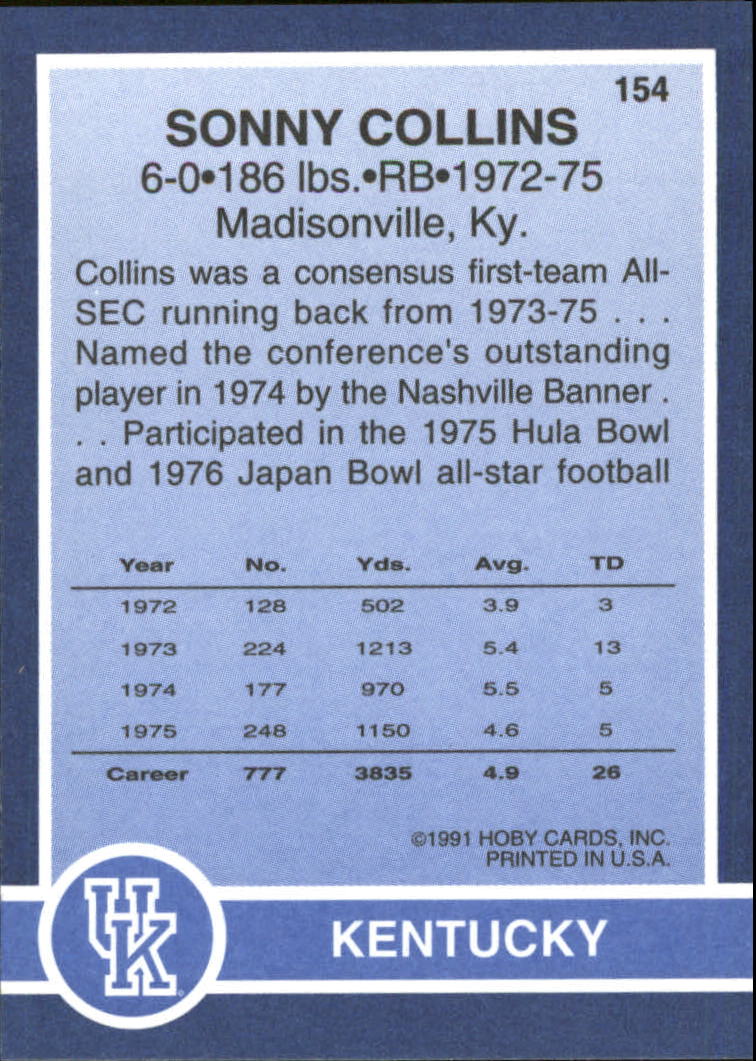 154
SONNY COLLINS
6-0•186 lbs.•RB•1972-75
Madisonville, Ky.
Collins was a consensus first-team All-
SEC running back from 1973-75 . . .
Named the conference's outstanding
player in 1974 by the Nashville Banner .
. . Participated in the 1975 Hula Bowl
and 1976 Japan Bowl all-star football
Year No. Yds. Avg. TD
1972 128 502 3.9 3
1973 224 1213 5.4 13
1974 177 970 5.5 5
1975 248 1150 4.6 5
Career 777 3835 4.9 26
©1991 HOBY CARDS, INC.
PRINTED IN U.S.A.
UK
KENTUCKY